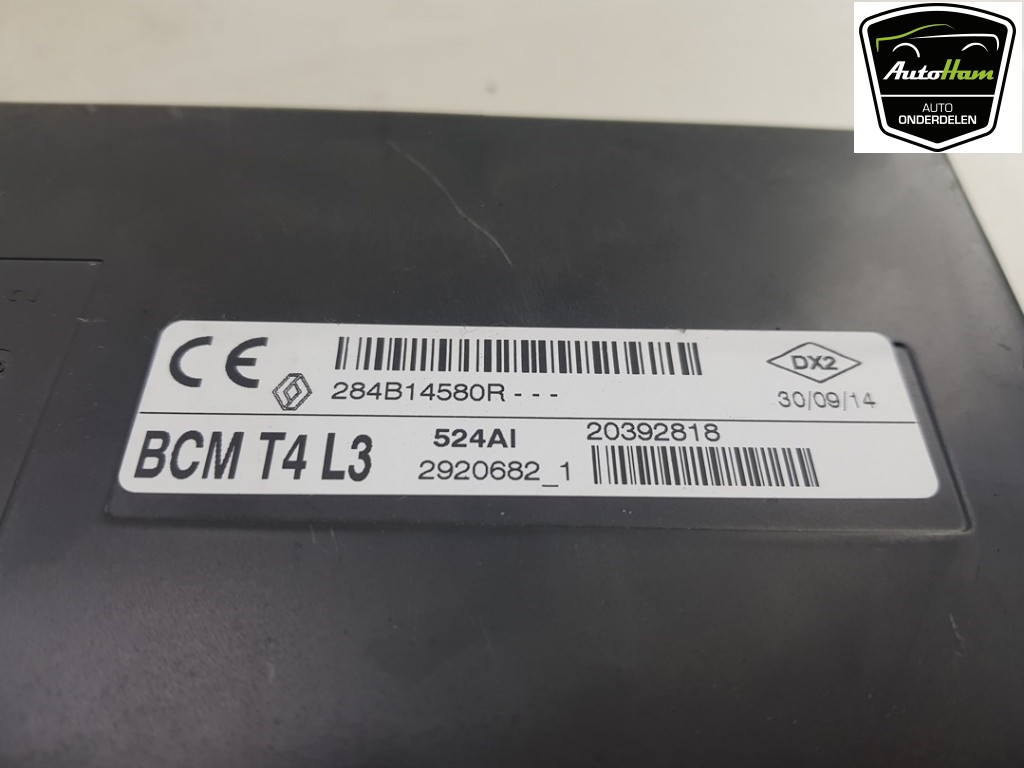 AutoHam
AUTO
ONDERDELEN
CE
284B14580R - - -
DX2
30/09/14
BCM T4 L3
524AI
20392818
2920682_1